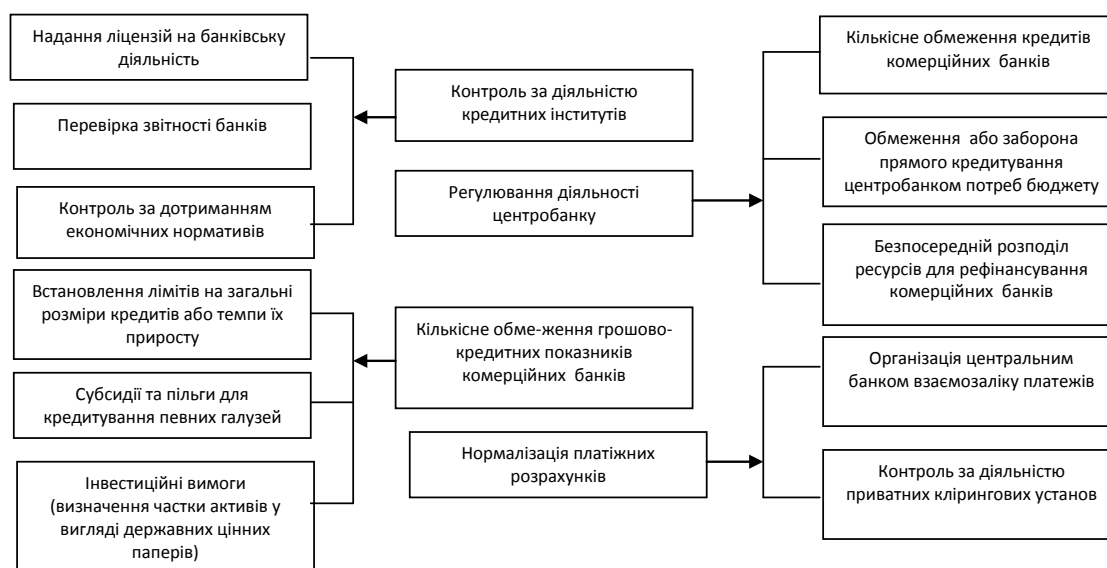 Надання ліцензій на банківську
діяльність
Перевірка звітності банків
Контроль за дотриманням
економічних нормативів
Встановлення лімітів на загальні
розміри кредитів або темпи їх
приросту
Субсидії та пільги для
кредитування певних галузей
Інвестиційні вимоги
(визначення частки активів у
вигляді державних цінних
паперів)
Контроль за діяльністю
кредитних інститутів
Регулювання діяльності
центробанку
Кількісне обме-ження грошово-
кредитних показників
комерційних банків
Нормалізація платіжних
розрахунків
Кількісне обмеження кредитів
комерційних банків
Обмеження або заборона
прямого кредитування
центробанком потреб бюджету
Безпосередній розподіл
ресурсів для рефінансування
комерційних банків
Організація центральним
банком взаємозаліку платежів
Контроль за діяльністю
приватних клірингових установ